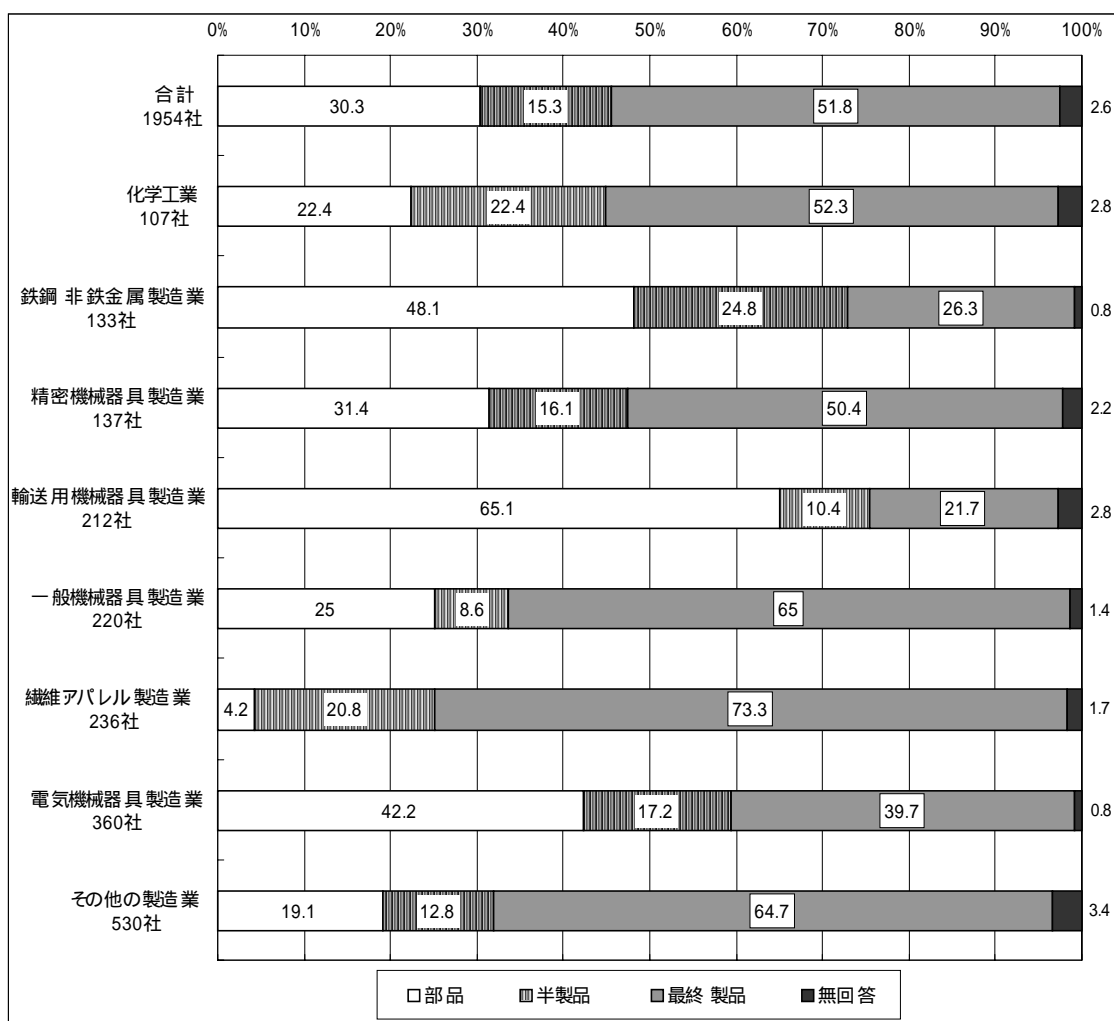 0% 10% 20% 30% 40% 50% 60% 70% 80% 90% 100%
合計
1954社
30.3 15.3 51.8 2.6
化学工業
107社
22.4 22.4 52.3 2.8
鉄鋼 非鉄金属製造業
133社
48.1 24.8 26.3 0.8
精密機械器具製造業
137社
31.4 16.1 50.4 2.2
輸送用機械器具製造業
212社
65.1 10.4 21.7 2.8
一般機械器具製造業
220社
25 8.6 65 1.4
繊維アパレル製造業
236社
4.2 20.8 73.3 1.7
電気機械器具製造業
360社
42.2 17.2 39.7 0.8
その他の製造業
530社
19.1 12.8 64.7 3.4
部品 半製品 最終製品 無回答